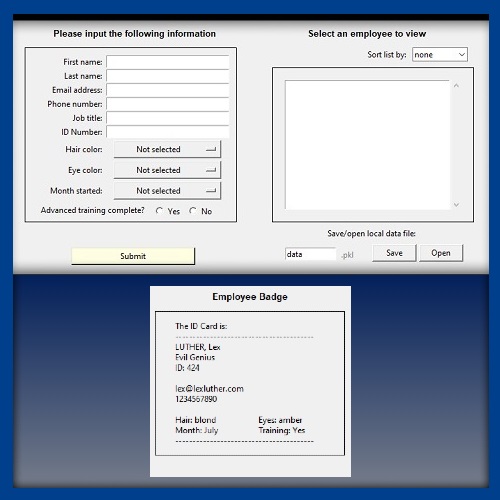 Please input the following information
First name:
Last name:
Email address:
Phone number:
Job title:
ID Number:
Hair color: Not selected
Eye color: Not selected
Month started: Not selected
Advanced training complete? Yes No
Submit
Select an employee to view
Sort list by: none
Save/open local data file:
data .pkl Save Open
Employee Badge
The ID Card is:
----------------------------------------
LUTHER, Lex
Evil Genius
ID: 424
lex@lexluther.com
1234567890
Hair: blond Eyes: amber
Month: July Training: Yes
----------------------------------------